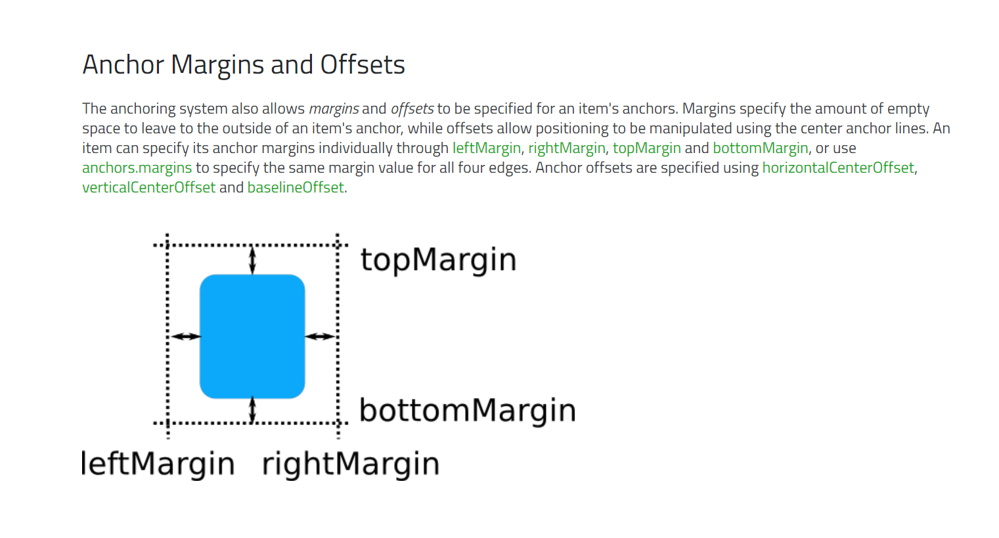 Anchor Margins and Offsets
The anchoring system also allows margins and offsets to be specified for an item's anchors. Margins specify the amount of empty
space to leave to the outside of an item's anchor, while offsets allow positioning to be manipulated using the center anchor lines. An
item can specify its anchor margins individually through leftMargin, rightMargin, topMargin and bottomMargin, or use
anchors.margins to specify the same margin value for all four edges. Anchor offsets are specified using horizontalCenterOffset,
verticalCenterOffset and baselineOffset.
topMargin
bottomMargin
leftMargin rightMargin